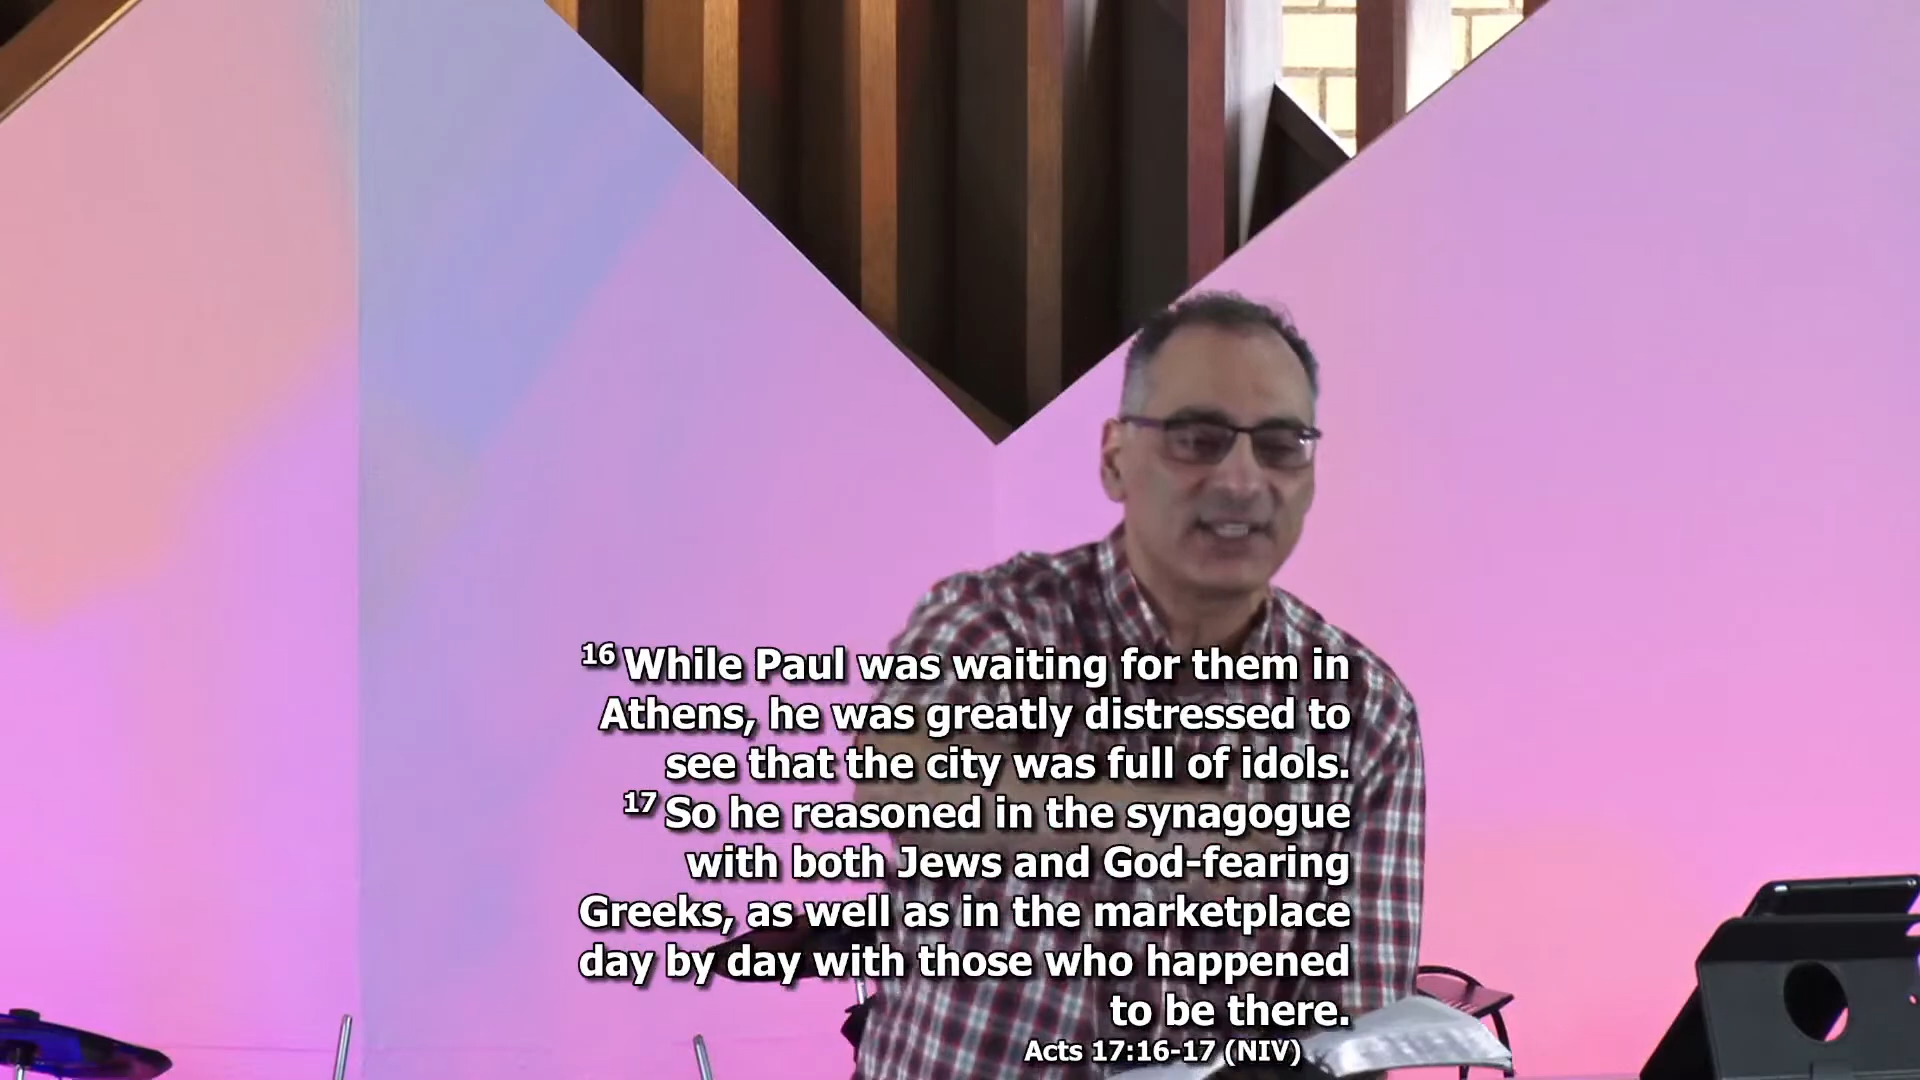 16 While Paul was waiting for them in
Athens, he was greatly distressed to
see that the city was full of idols.
17 So he reasoned in the synagogue
with both Jews and God-fearing
Greeks, as well as in the marketplace
day by day with those who happened
to be there.
Acts 17:16-17 (NIV)